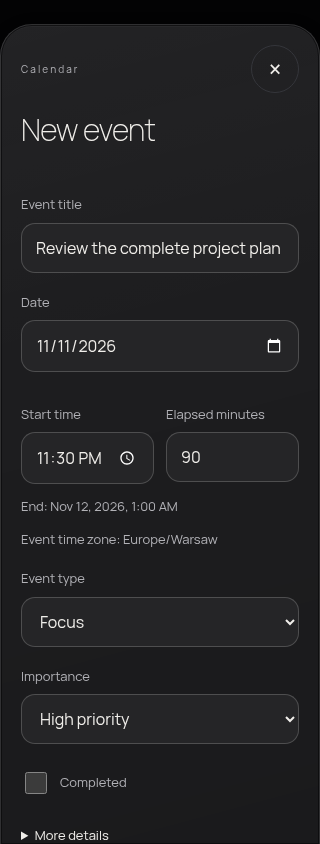 Calendar
New event
Event title
Review the complete project plan
Date
11/11/2026
Start time
Elapsed minutes
11:30 PM
90
End: Nov 12, 2026, 1:00 AM
Event time zone: Europe/Warsaw
Event type
Focus
Importance
High priority
Completed
More details